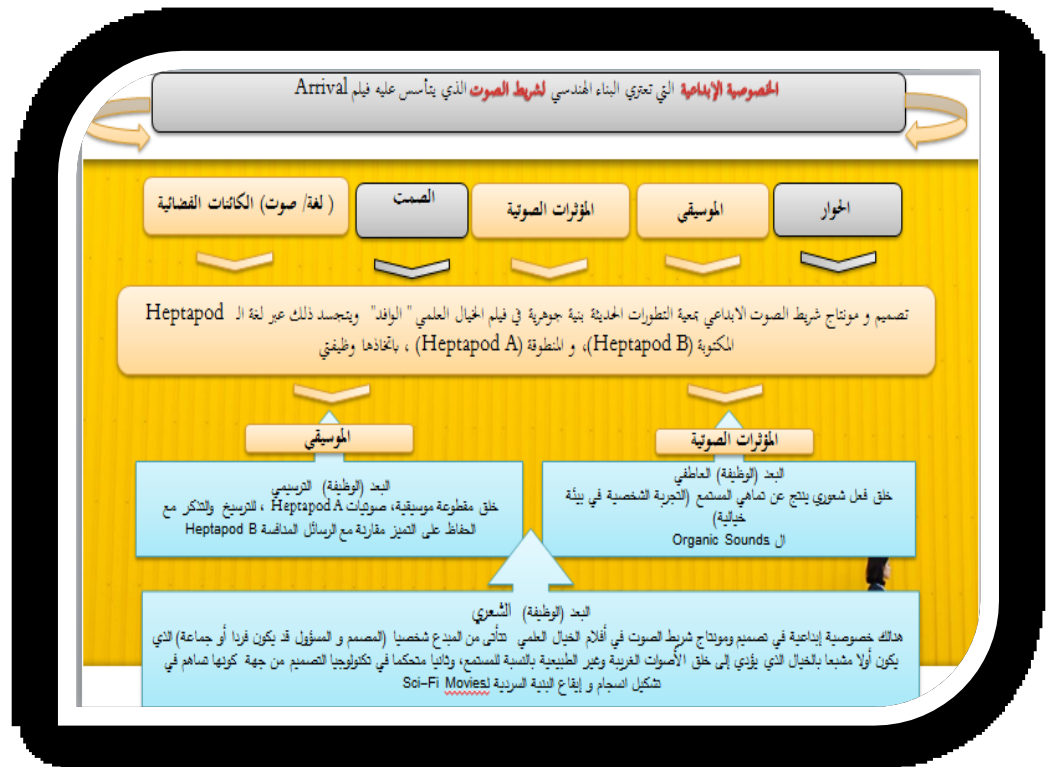 الخصوصية الإبداعية التي تعتري البناء الهندسي لشريط الصوت الذي يتأسس عليه فيلم Arrival
الحوار
الموسيقى
المؤثرات الصوتية
الصمت
( لغة/ صوت) الكائنات الفضائية
تصميم و مونتاج شريط الصوت الابداعي بمعية التطورات الحديثة بنية جوهرية في فيلم الخيال العلمي " الوافد" ويتجسد ذلك عبر لغة الـ Heptapod
المكتوبة (Heptapod B)، و المنطوقة (Heptapod A) ، باتخاذها وظيفتي
المؤثرات الصوتية
البعد (الوظيفة) العاطفي
خلق فعل شعوري ينتج عن تماهي المستمع (التجربة الشخصية في بيئة
خيالية)
ال Organic Sounds
الموسيقى
البعد (الوظيفة) الترسيمي
خلق مقطوعة موسيقية، صوتيات Heptapod A ، للترسيخ والتذكر مع
الحفاظ على التميز مقارنة مع الرسائل المنافسة Heptapod B
البعد (الوظيفة) الشعري
هنالك خصوصية إبداعية في تصميم ومونتاج شريط الصوت في أفلام الخيال العلمي تتأتى من المبدع شخصيا (المصمم و المسؤول قد يكون فردا أو جماعة) الذي
يكون أولا مشبعا بالخيال الذي يؤدي إلى خلق الأصوات الغريبة وغير الطبيعية بالنسبة للمستمع، وثانيا متحكما في تكنولوجيا التصميم من جهة كونها تساهم في
تشكيل انسجام و إيقاع البنية السردية لSci-Fi Movies